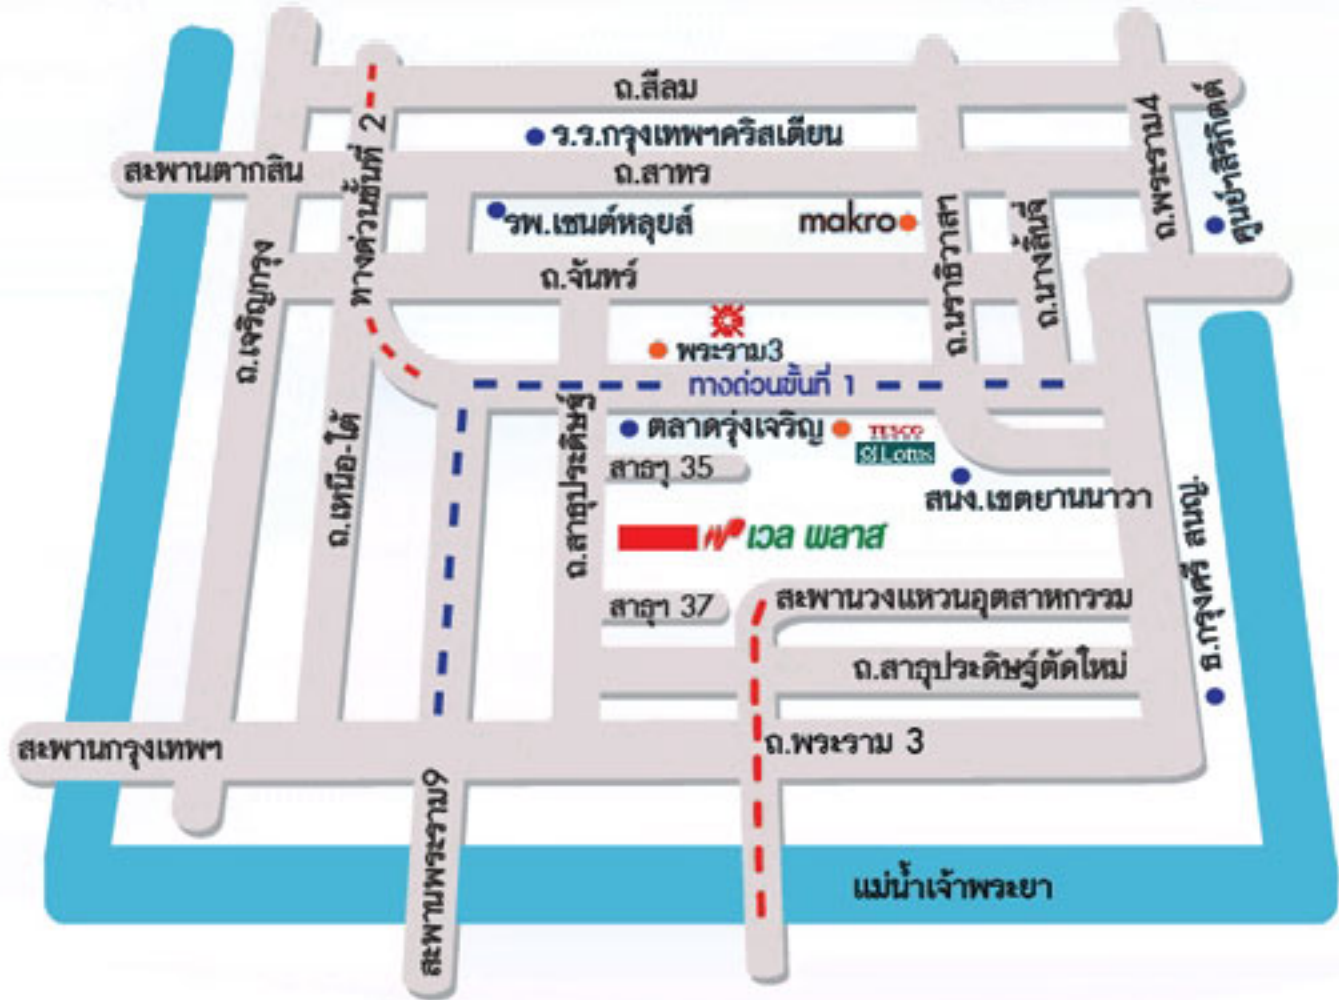 ถ.สีลม
ร.ร.กรุงเทพฯคริสเตียน
สะพานตากสิน
ถ.สาทร
ทางด่วนขั้นที่ 2
ถ.พระราม4
ศูนย์ฯสิริกิตต์
รพ.เซนต์หลุยส์
makro
ถ.เจริญกรุง
ถ.จันทร์
ถ.นราธิวาสฯ
ถ.นางลิ้นจี่
พระราม3
ทางด่วนขั้นที่ 1
ถ.เหนือ-ใต้
ถ.สาธุประดิษฐ์
ตลาดรุ่งเจริญ
TESCO
Lotus
สาธุฯ 35
สนง.เขตยานนาวา
เวล พลาส
สาธุฯ 37
สะพานวงแหวนอุตสาหกรรม
ธ.กรุงศรี สนญ.
ถ.สาธุประดิษฐ์ตัดใหม่
สะพานกรุงเทพฯ
ถ.พระราม 3
สะพานพระราม9
แม่น้ำเจ้าพระยา